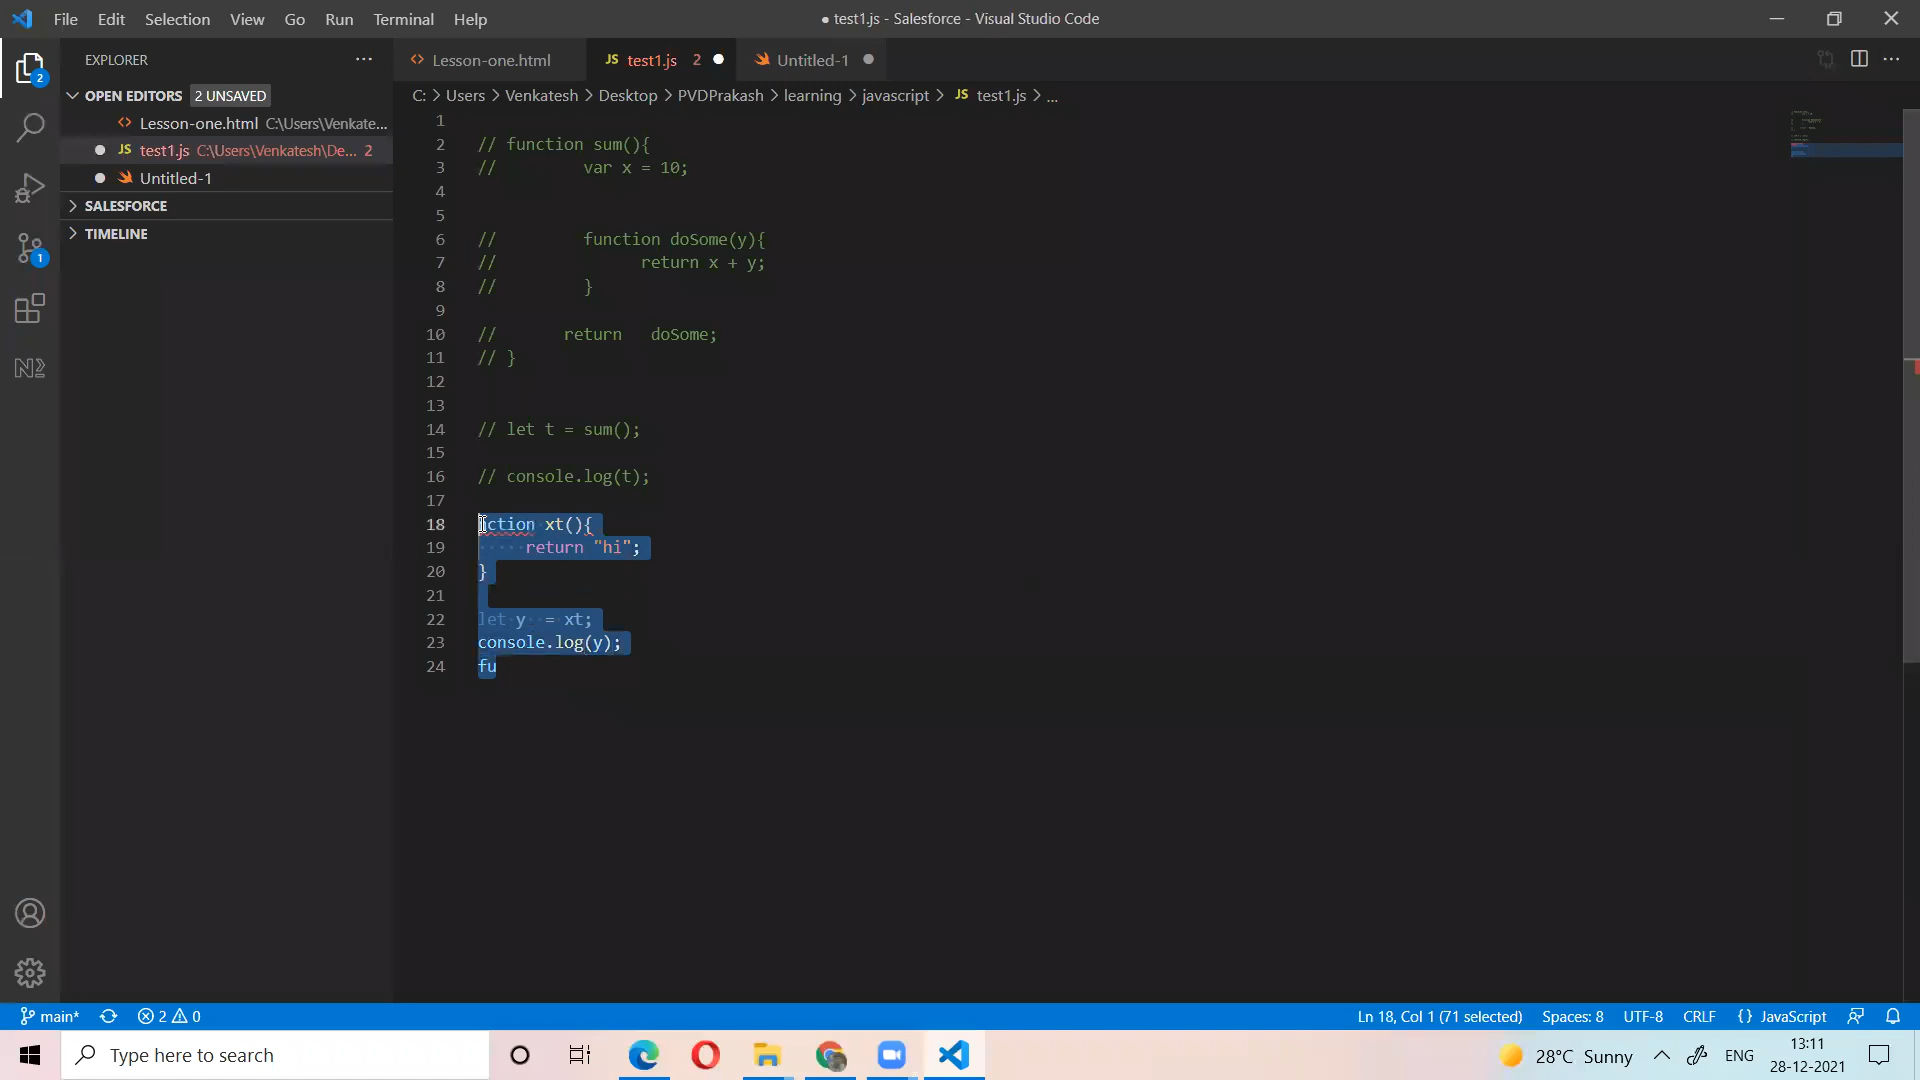 File Edit Selection View Go Run Terminal Help
● test1.js - Salesforce - Visual Studio Code
EXPLORER
OPEN EDITORS 2 UNSAVED
Lesson-one.html C:\Users\Venkate...
JS test1.js C:\Users\Venkatesh\De... 2
Untitled-1
SALESFORCE
TIMELINE
2
1
Lesson-one.html
JS test1.js 2
Untitled-1
C: > Users > Venkatesh > Desktop > PVDPrakash > learning > javascript > JS test1.js > ...
1
2 // function sum(){
3 // var x = 10;
4
5
6 // function doSome(y){
7 // return x + y;
8 // }
9
10 // return doSome;
11 // }
12
13
14 // let t = sum();
15
16 // console.log(t);
17
18 ction xt(){
19 return "hi";
20 }
21
22 let y = xt;
23 console.log(y);
24 fu
main* 2 0
Ln 18, Col 1 (71 selected) Spaces: 8 UTF-8 CRLF {} JavaScript
Type here to search
28°C Sunny
ENG
13:11
28-12-2021